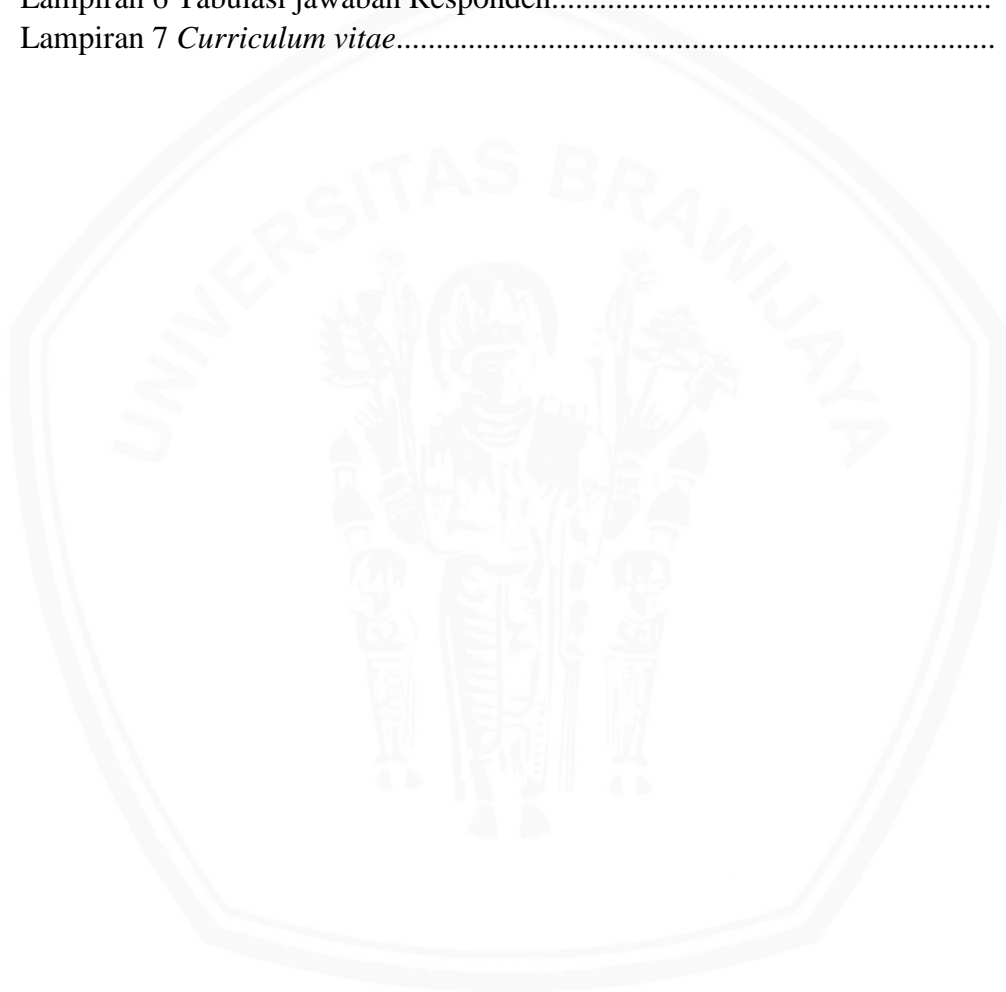 Lampiran 6 Tabulasi jawaban Responden.......................................................
Lampiran 7 Curriculum vitae...........................................................................
UNIVERSITAS BRAWIJAYA